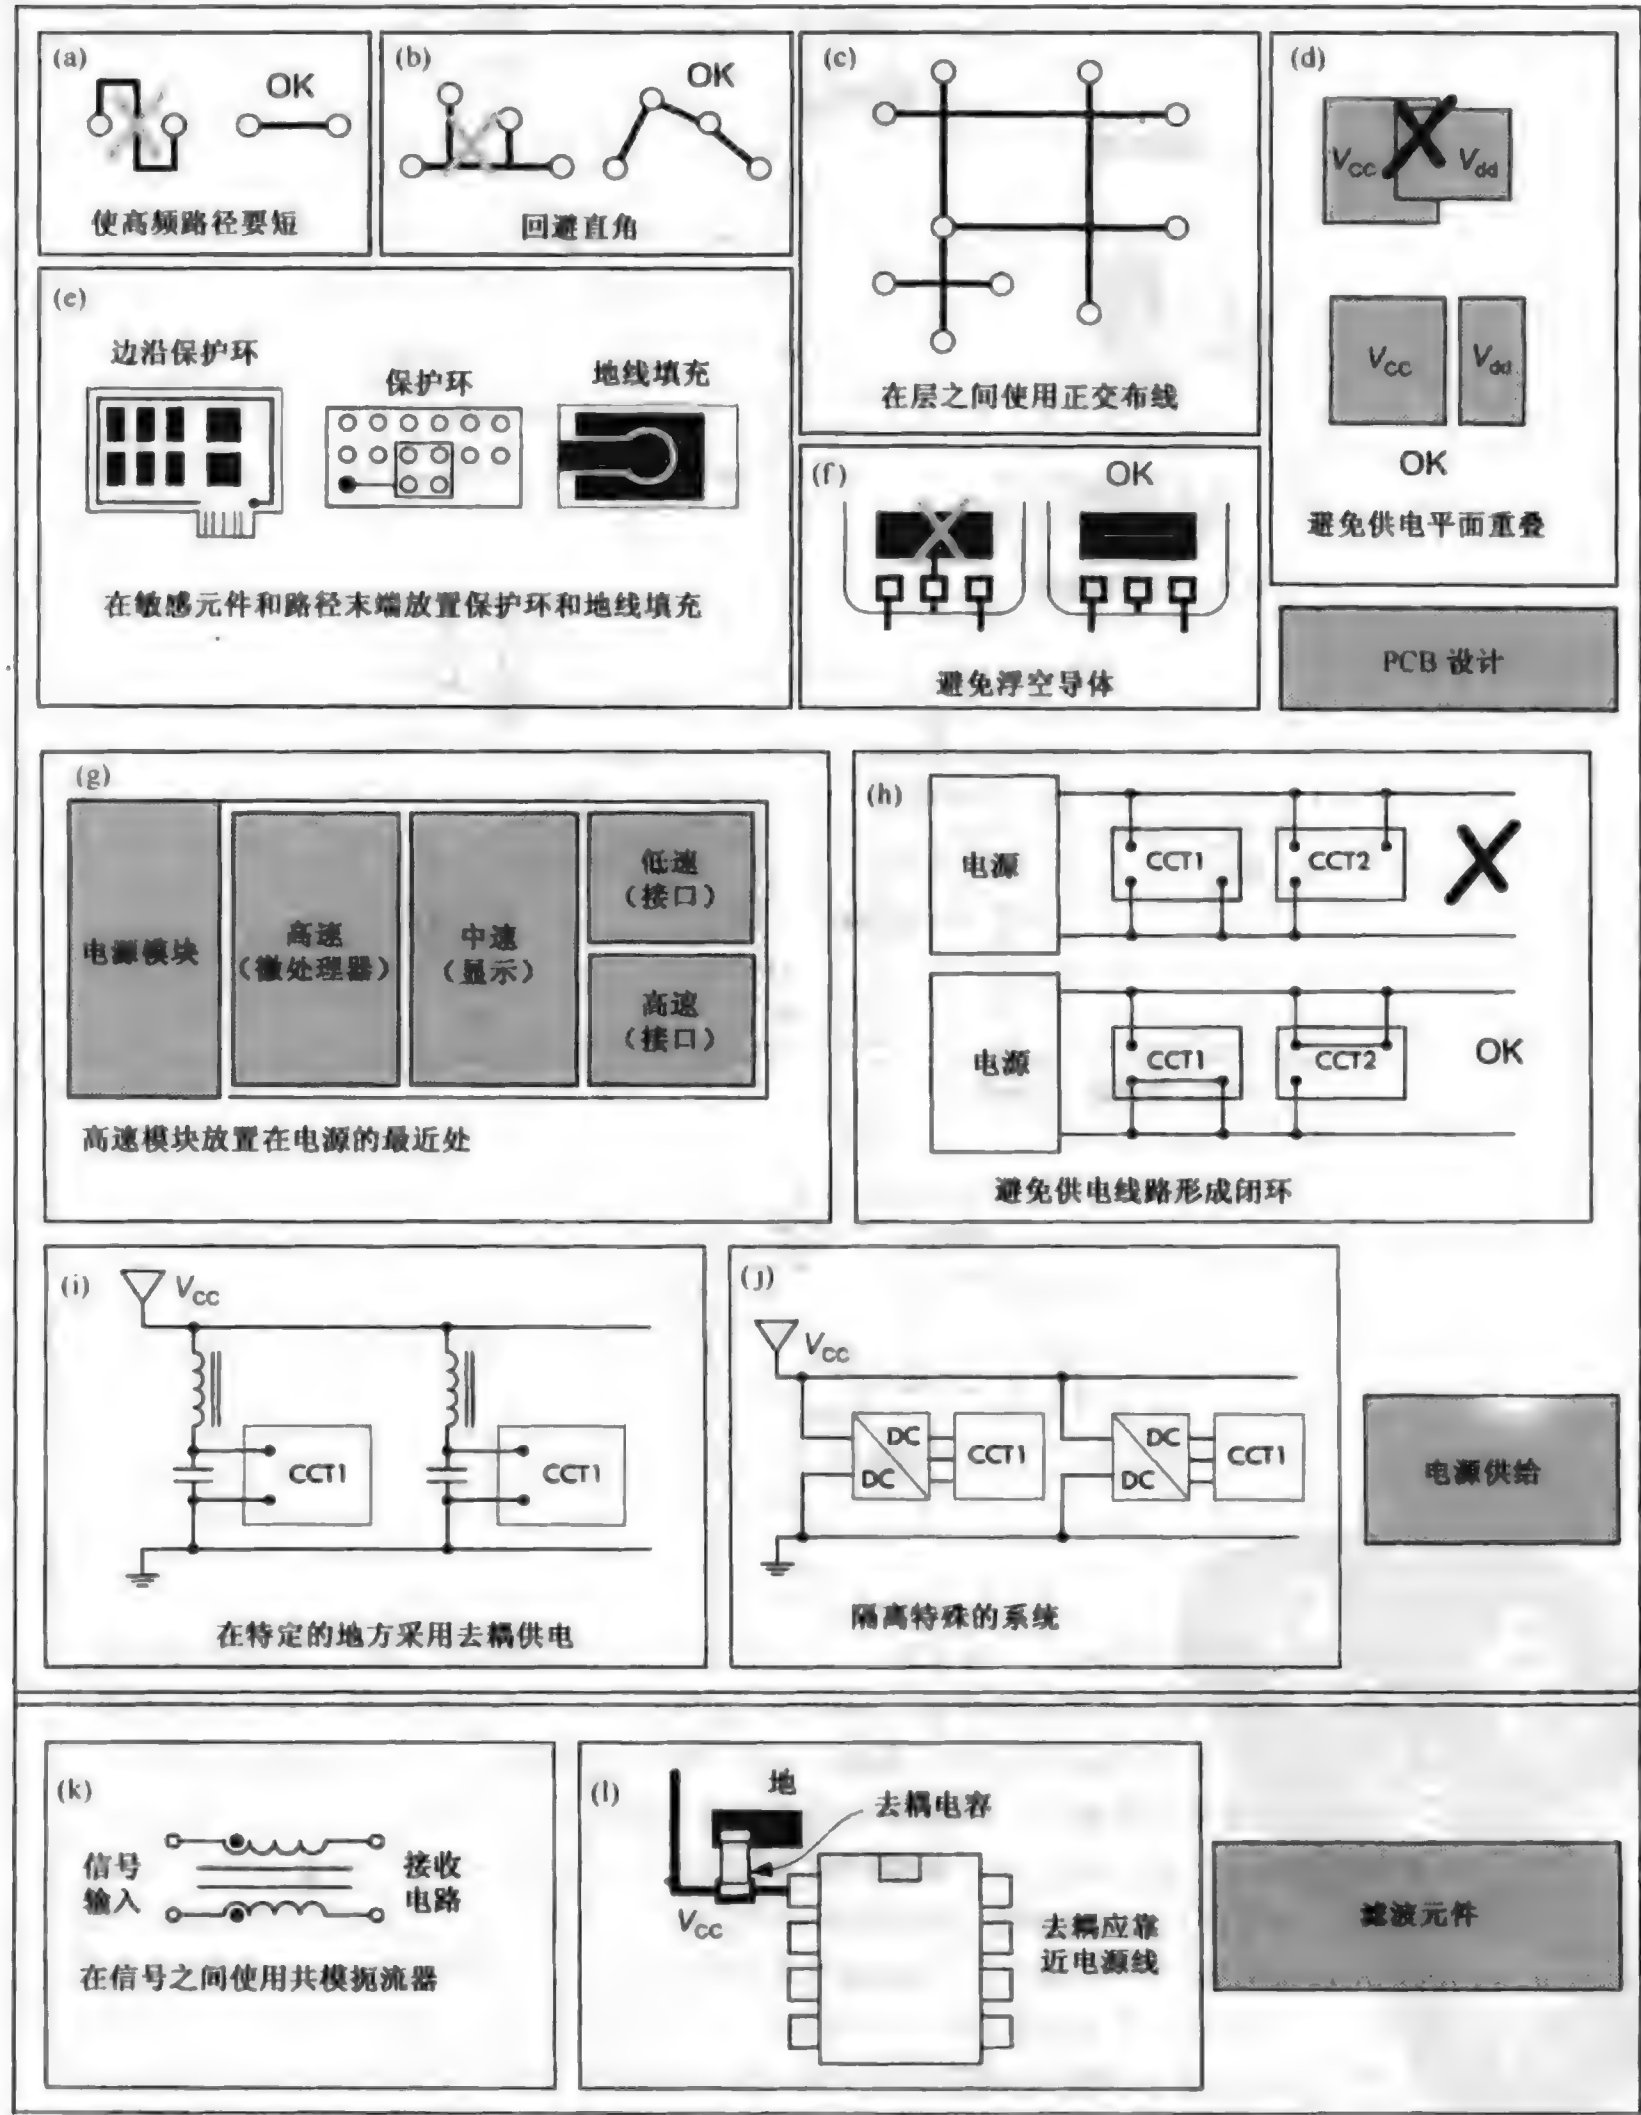 (a)
OK
使高频路径要短
(b)
OK
回避直角
(c)
在层之间使用正交布线
(d)
Vcc
Vdd
Vcc
Vdd
OK
避免供电平面重叠
(e)
边沿保护环
保护环
地线填充
在敏感元件和路径末端放置保护环和地线填充
(f)
OK
避免浮空导体
PCB 设计
(g)
电源模块
高速
（微处理器）
中速
（显示）
低速
（接口）
高速
（接口）
高速模块放置在电源的最近处
(h)
电源
CCT1
CCT2
电源
CCT1
CCT2
OK
避免供电线路形成闭环
(i)
VCC
CCT1
CCT1
在特定的地方采用去耦供电
(j)
VCC
DC
DC
CCT1
DC
DC
CCT1
隔离特殊的系统
电源供给
(k)
信号
输入
接收
电路
在信号之间使用共模扼流器
(l)
地
去耦电容
VCC
去耦应靠
近电源线
滤波元件